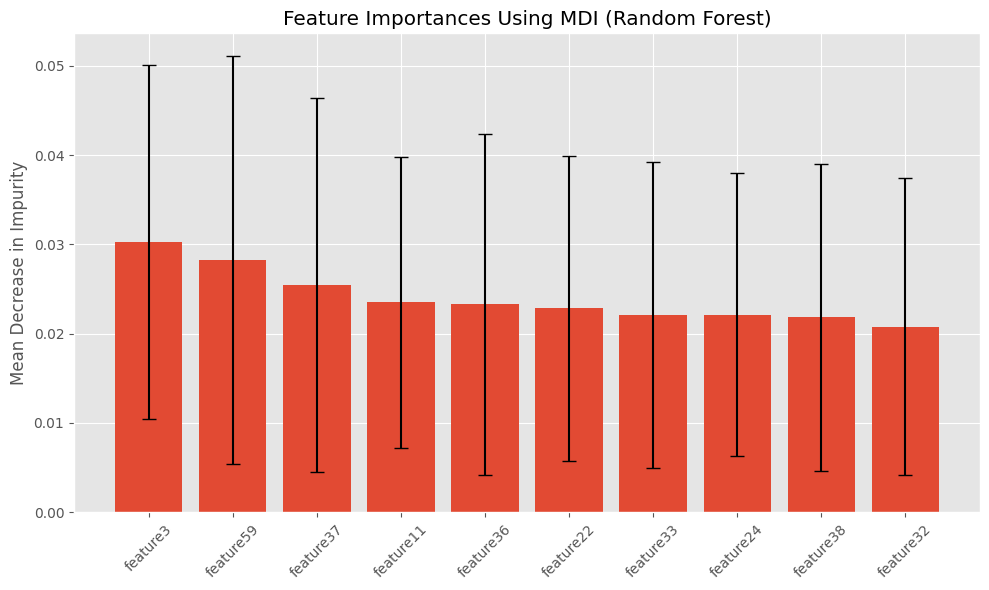 Feature Importances Using MDI (Random Forest)
Mean Decrease in Impurity
0.05
0.04
0.03
0.02
0.01
0.00
feature3
feature59
feature37
feature11
feature36
feature22
feature33
feature24
feature38
feature32